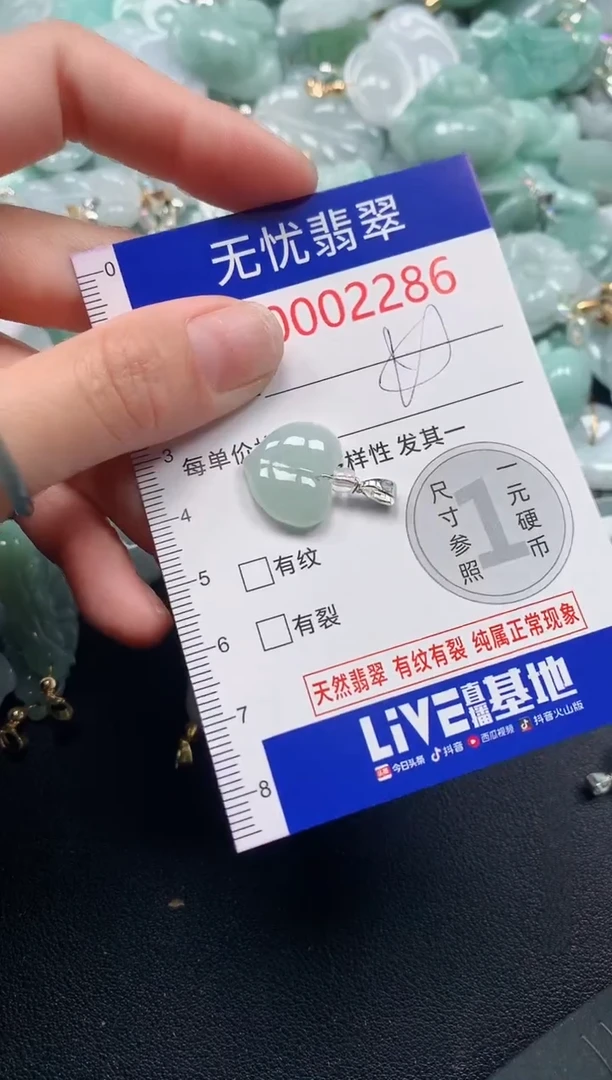 无忧翡翠
0002286
每单价 样性 发其一
0
3
4
5
6
7
8
尺寸参照
1
一元硬币
有纹
有裂
天然翡翠 有纹有裂 纯属正常现象
LiVE直播基地
头条 今日头条 抖音 西瓜视频 抖音火山版